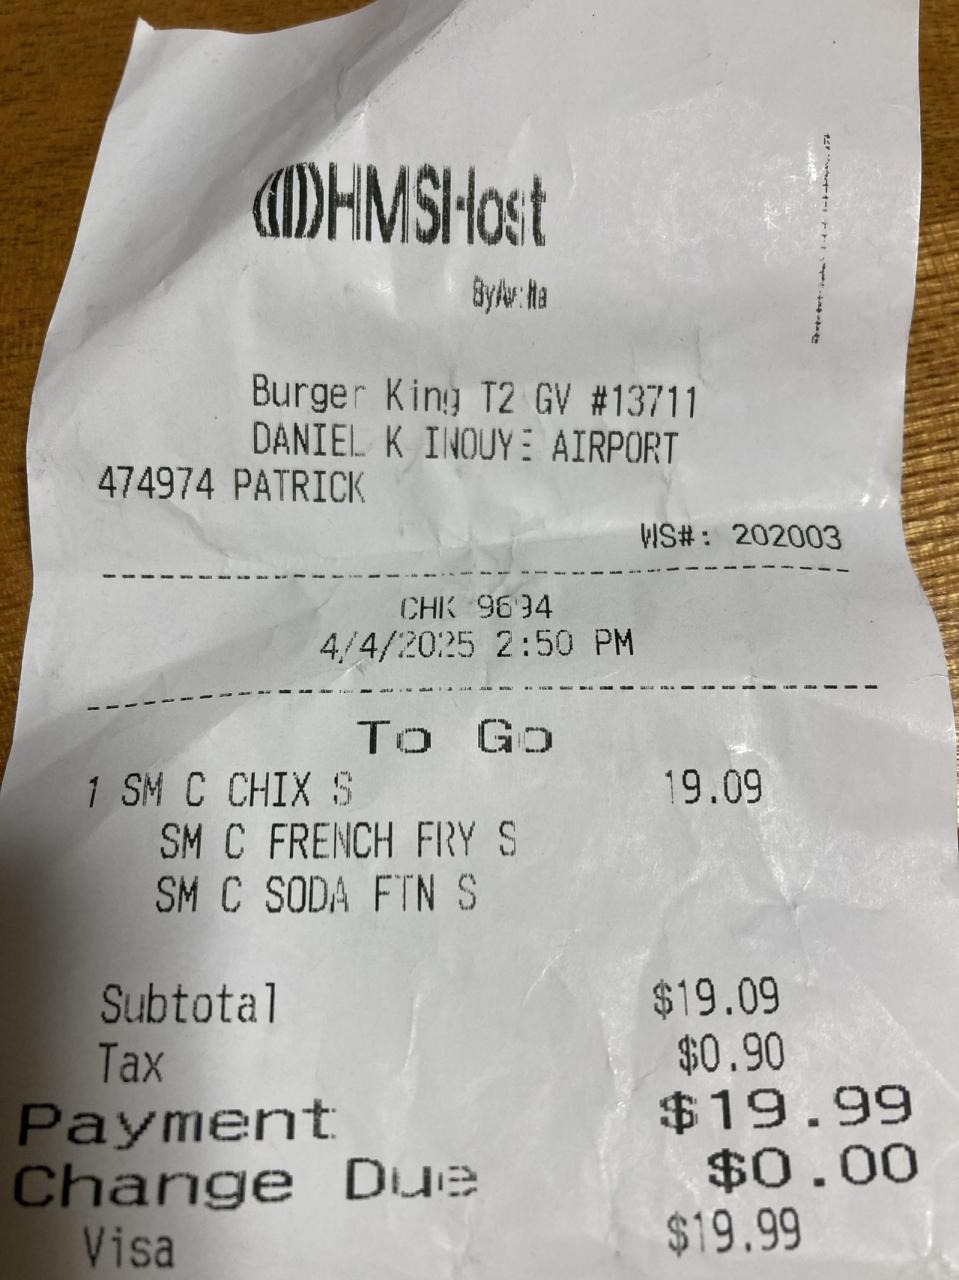 HMSHost
By Avolta
Burger King T2 GV #13711
DANIEL K INOUYE AIRPORT
474974 PATRICK
WS#: 202003
CHK 9694
4/4/2025 2:50 PM
To Go
1 SM C CHIX S 19.09
SM C FRENCH FRY S
SM C SODA FTN S
Subtotal $19.09
Tax $0.90
Payment $19.99
Change Due $0.00
Visa $19.99